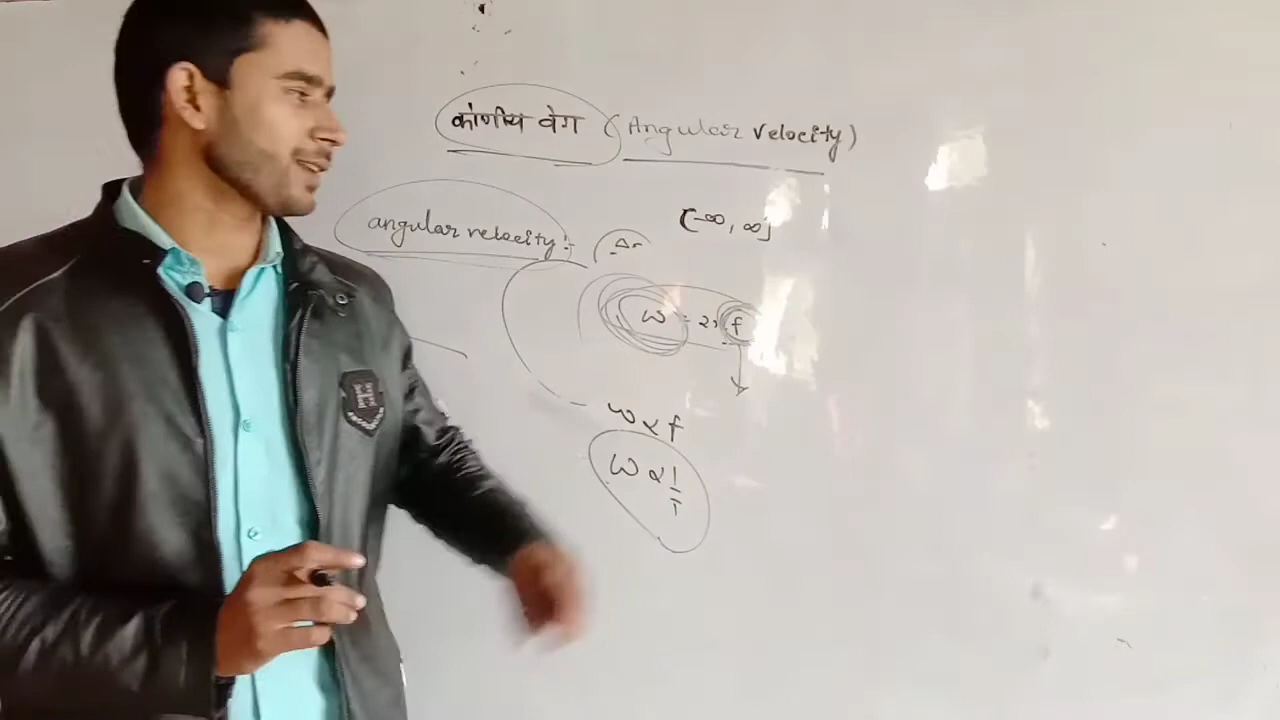 कोणीय वेग (Angular velocity)
angular velocity :-
(-∞, ∞)
ω = 2π f
ω ∝ f
ω ∝ 1/T